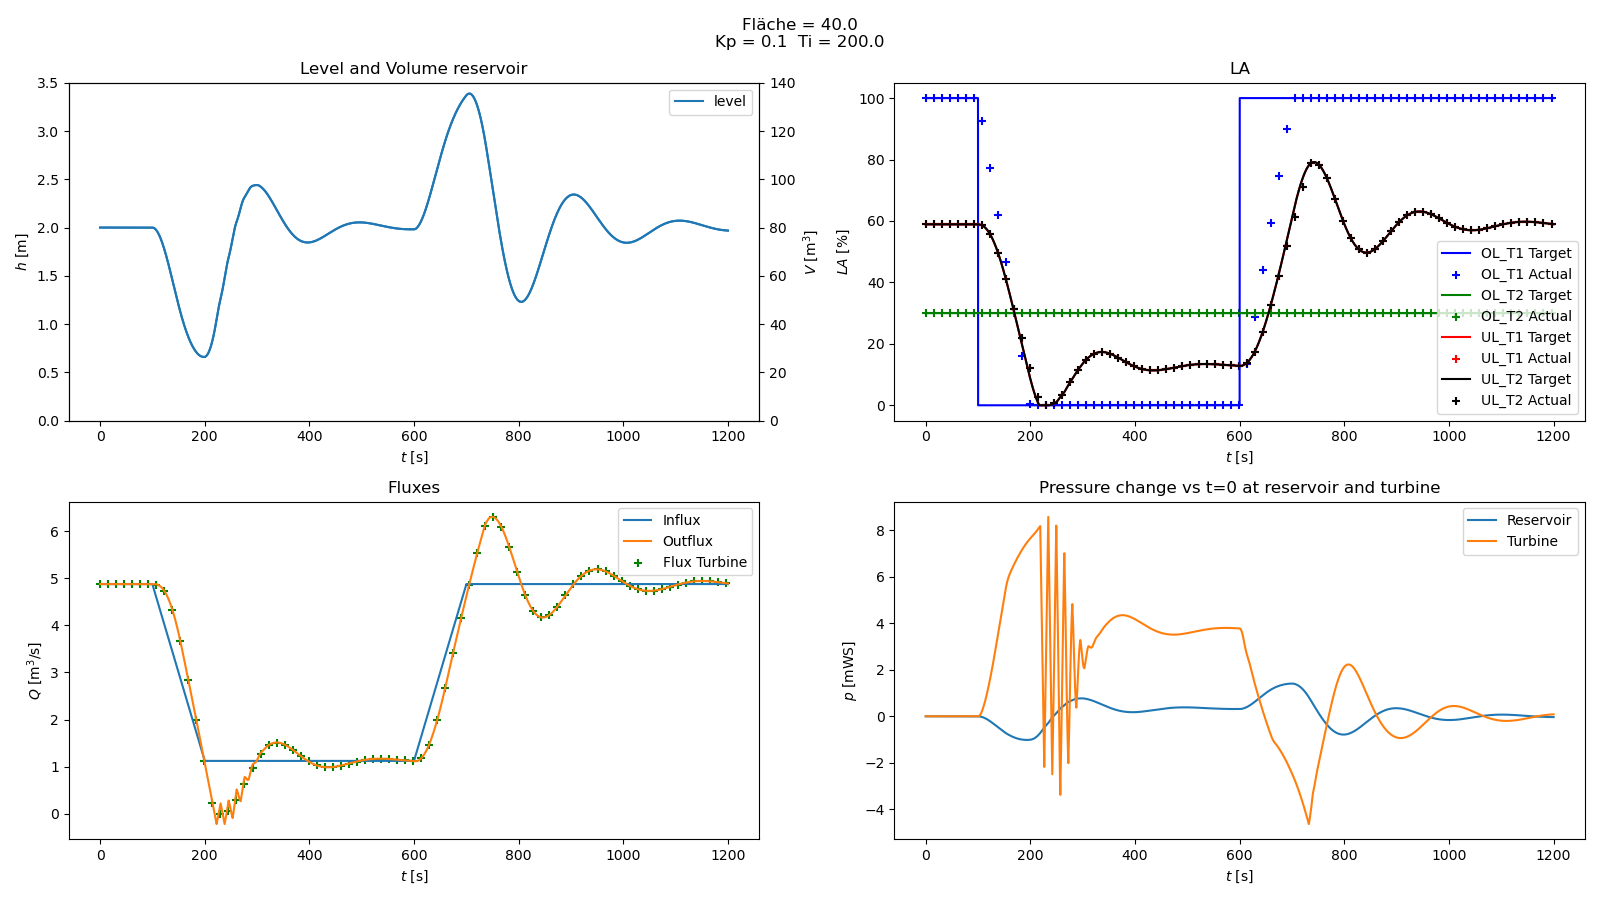 Fläche = 40.0
Kp = 0.1  Ti = 200.0
Level and Volume reservoir
h [m]
3.5
3.0
2.5
2.0
1.5
1.0
0.5
0.0
140
120
100
80
60
40
20
0
V [m³]
level
0 200 400 600 800 1000 1200
t [s]
LA
LA [%]
100
80
60
40
20
0
OL_T1 Target
OL_T1 Actual
OL_T2 Target
OL_T2 Actual
UL_T1 Target
UL_T1 Actual
UL_T2 Target
UL_T2 Actual
0 200 400 600 800 1000 1200
t [s]
Fluxes
Q [m³/s]
6
5
4
3
2
1
0
Influx
Outflux
Flux Turbine
0 200 400 600 800 1000 1200
t [s]
Pressure change vs t=0 at reservoir and turbine
p [mWS]
8
6
4
2
0
−2
−4
Reservoir
Turbine
0 200 400 600 800 1000 1200
t [s]